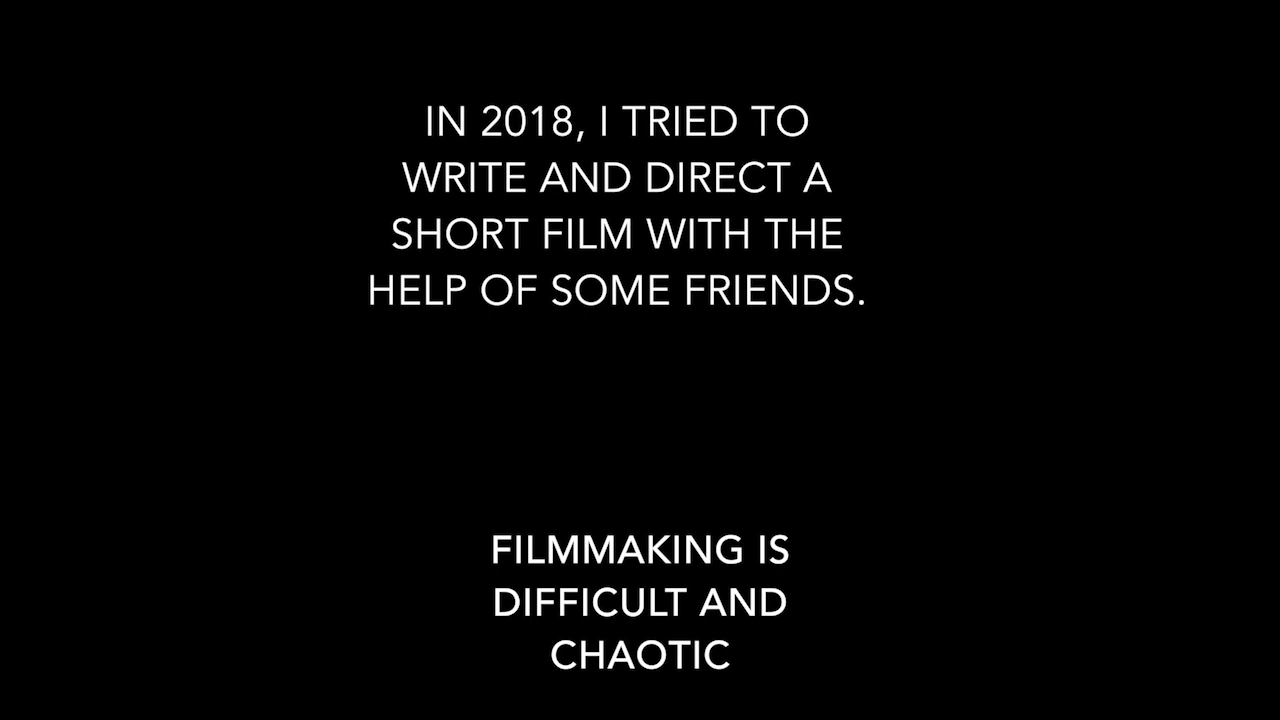 IN 2018, I TRIED TO
WRITE AND DIRECT A
SHORT FILM WITH THE
HELP OF SOME FRIENDS.
FILMMAKING IS
DIFFICULT AND
CHAOTIC